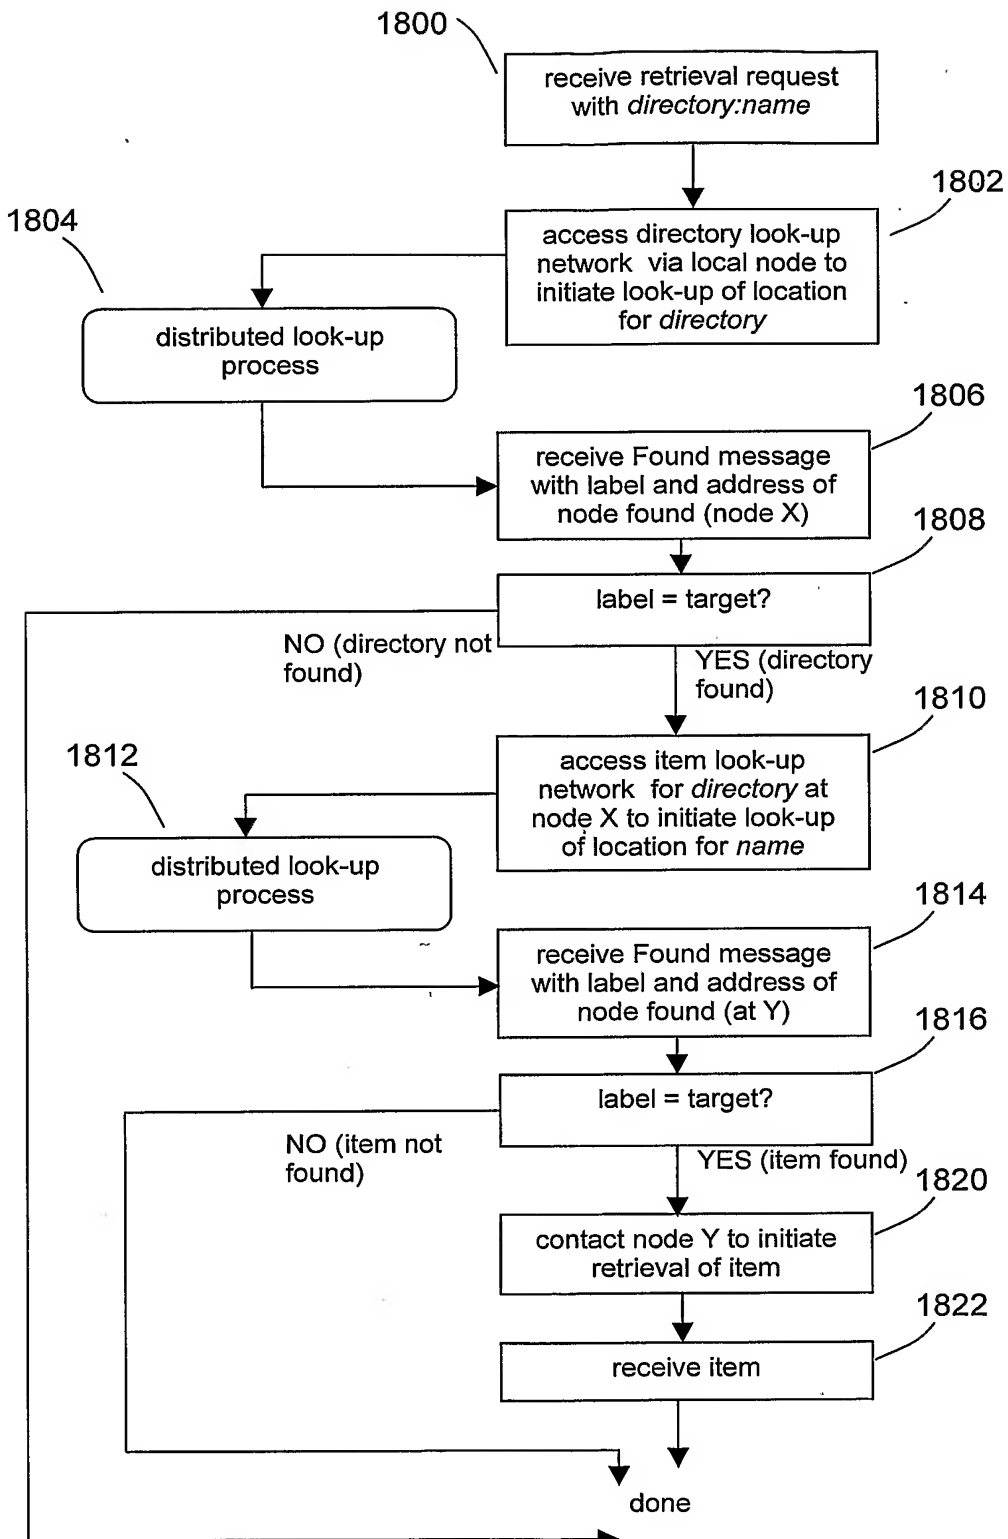 1800
receive retrieval request
with directory:name
1802
access directory look-up
network via local node to
initiate look-up of location
for directory
1804
distributed look-up
process
1806
receive Found message
with label and address of
node found (node X)
1808
label = target?
NO (directory not
found)
YES (directory
found)
1810
access item look-up
network for directory at
node X to initiate look-up
of location for name
1812
distributed look-up
process
1814
receive Found message
with label and address of
node found (at Y)
1816
label = target?
NO (item not
found)
YES (item found)
1820
contact node Y to initiate
retrieval of item
1822
receive item
done